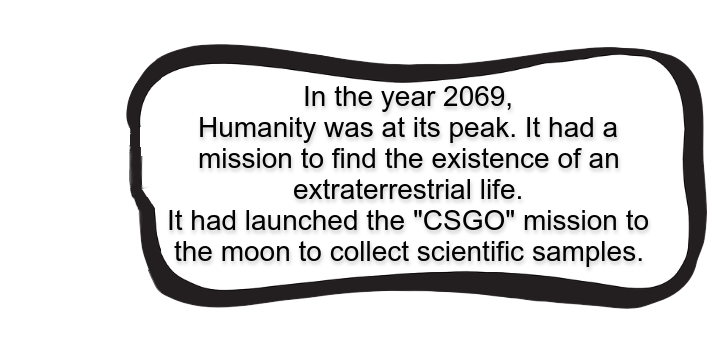 In the year 2069,
Humanity was at its peak. It had a
mission to find the existence of an
extraterrestrial life.
It had launched the "CSGO" mission to
the moon to collect scientific samples.